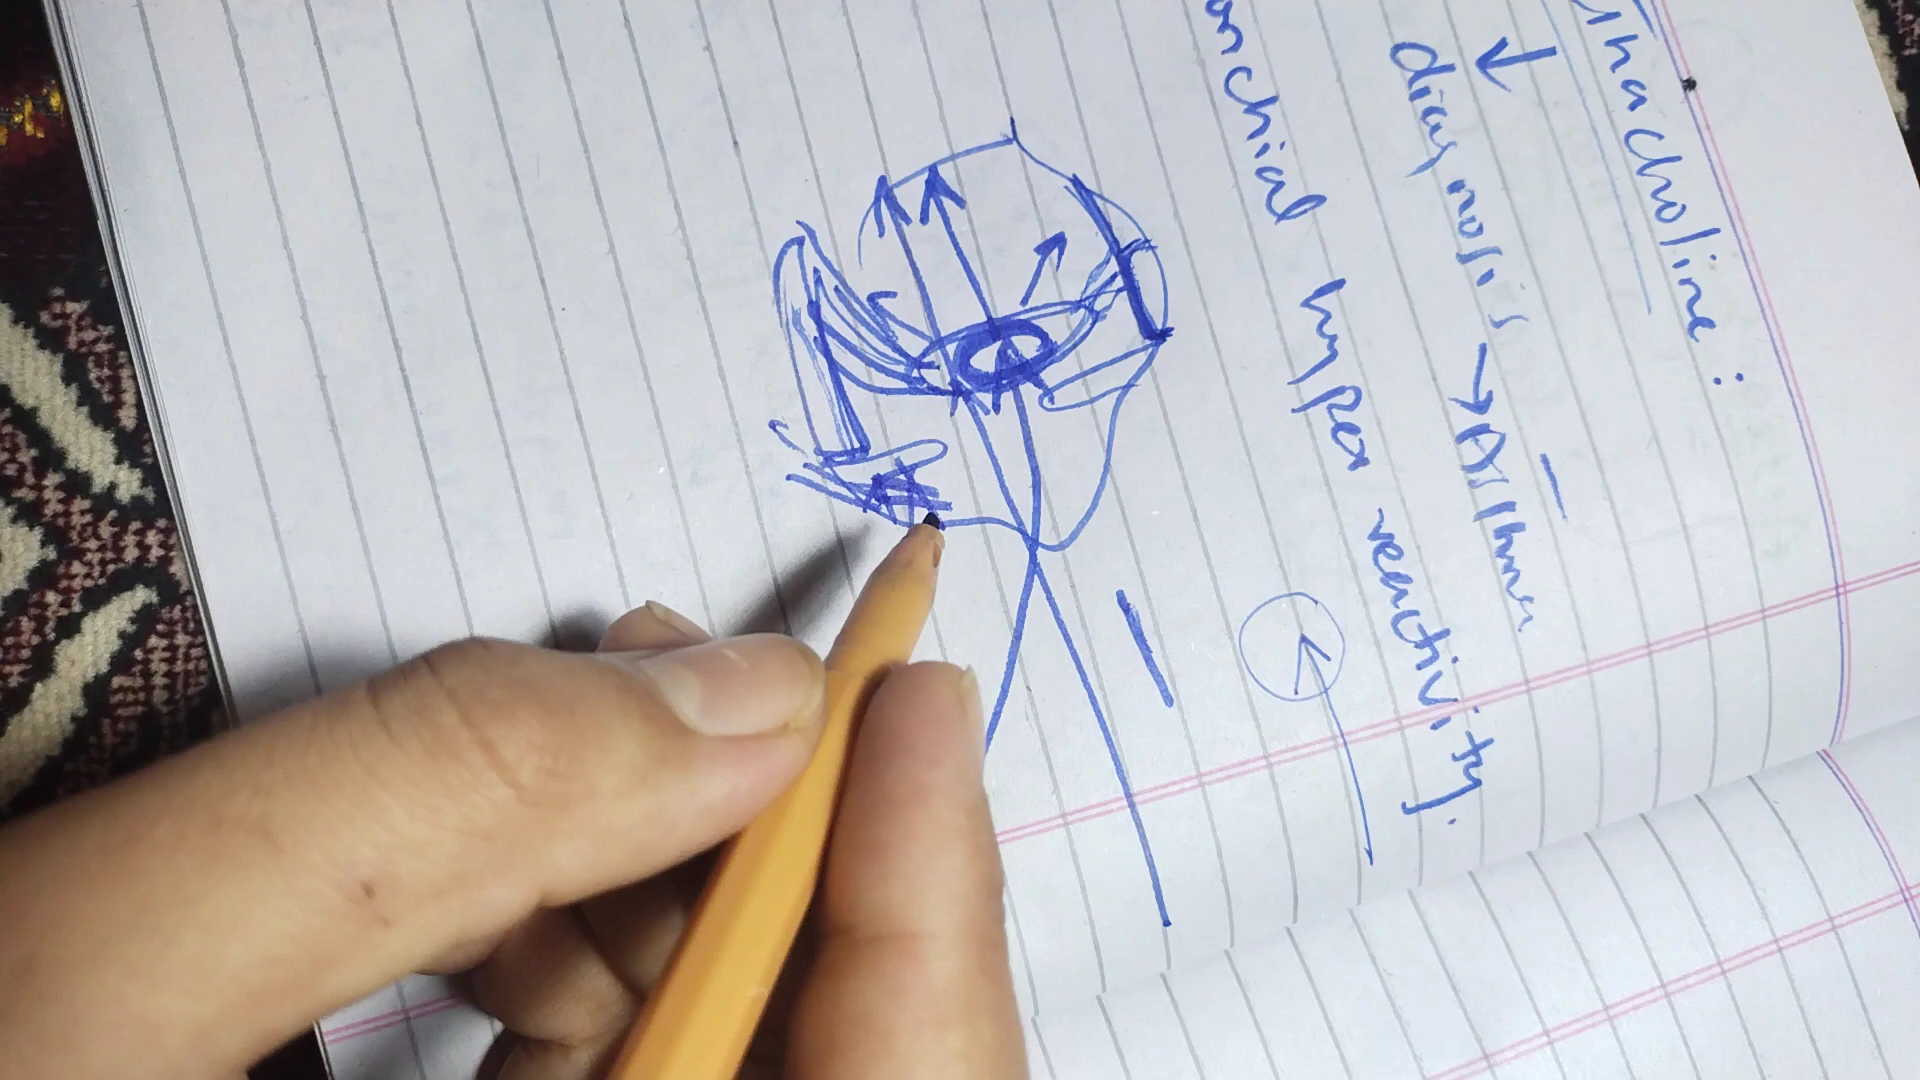 thacholine :
↓
diagnosis → Asthma
onchial hyper reactivity.